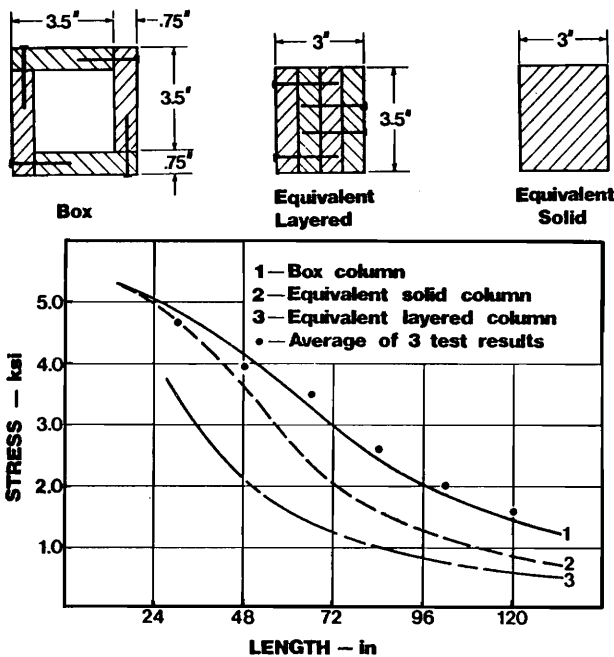 3.5"
.75"
3.5"
.75"
Box
3"
3.5"
Equivalent
Layered
3"
Equivalent
Solid
1—Box column
2—Equivalent solid column
3—Equivalent layered column
•—Average of 3 test results
STRESS — ksi
5.0
4.0
3.0
2.0
1.0
1
2
3
24
48
72
96
120
LENGTH — in